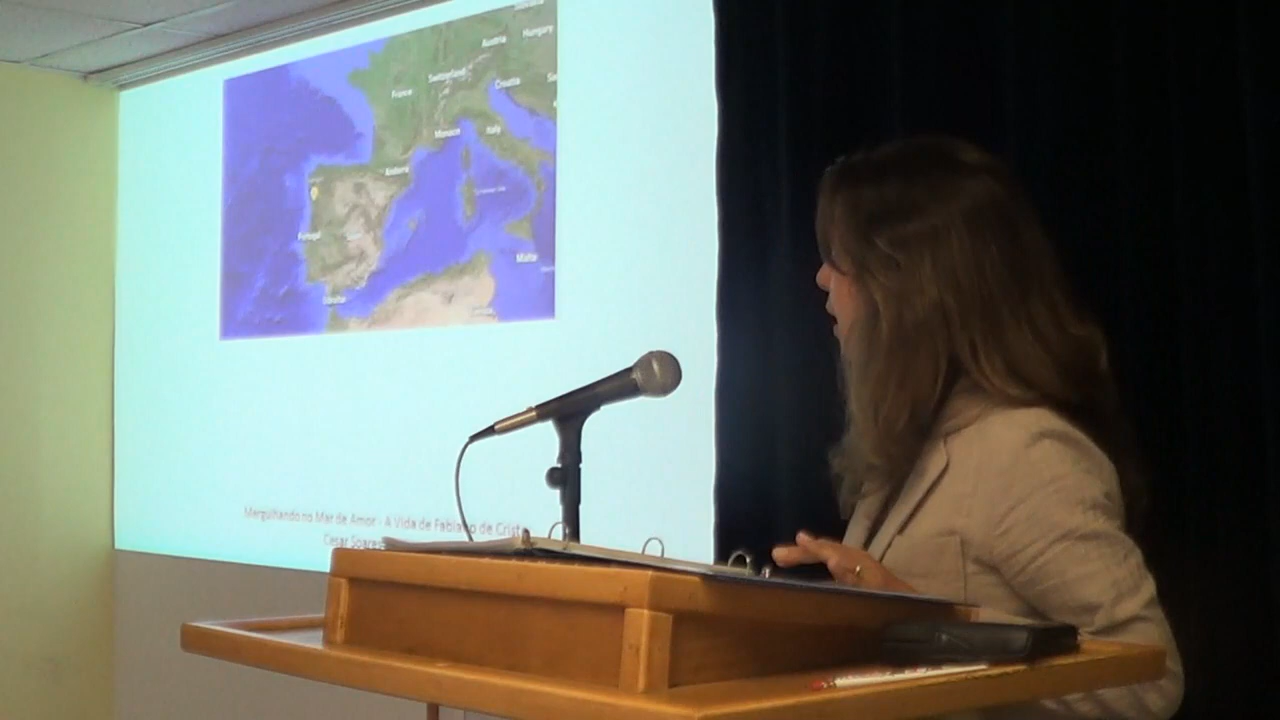 Austria
Hungary
Switzerland
Croatia
France
Monaco
Italy
Andorra
Portugal
Malta
Mergulhando no Mar de Amor - A Vida de Fabiano de Cristo
César Soares